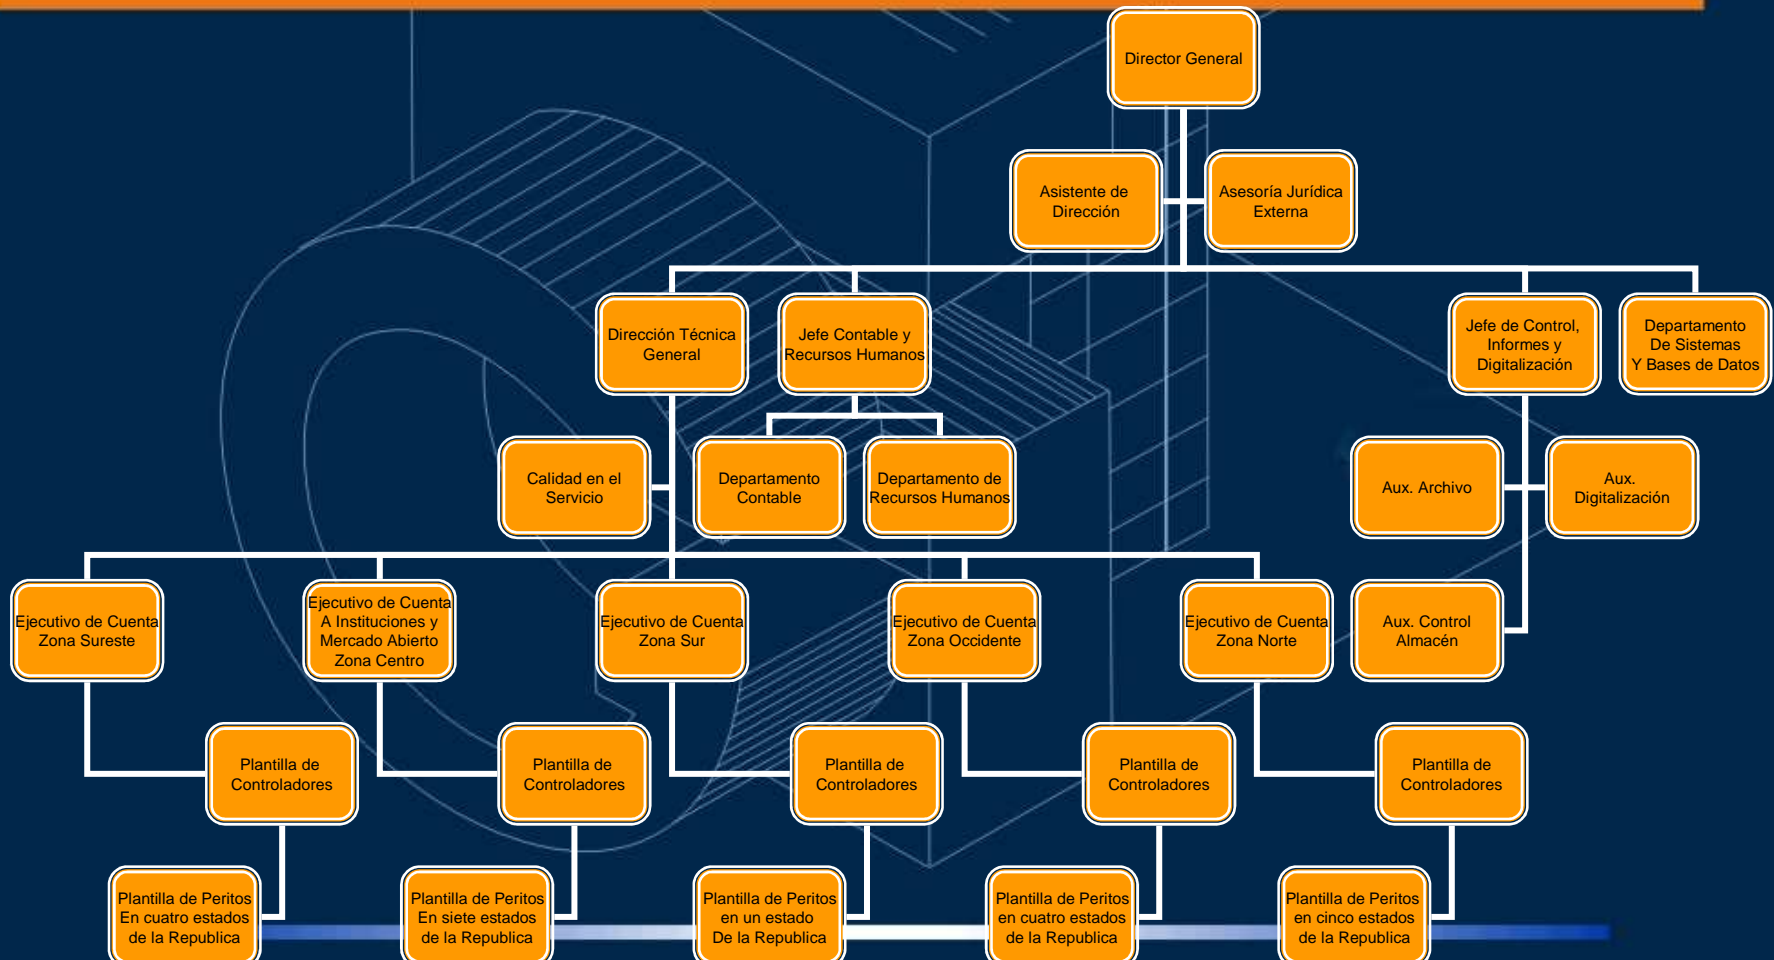 Director General
Asistente de
Dirección
Asesoría Jurídica
Externa
Dirección Técnica
General
Jefe Contable y
Recursos Humanos
Jefe de Control,
Informes y
Digitalización
Departamento
De Sistemas
Y Bases de Datos
Calidad en el
Servicio
Departamento
Contable
Departamento de
Recursos Humanos
Aux. Archivo
Aux.
Digitalización
Ejecutivo de Cuenta
Zona Sureste
Ejecutivo de Cuenta
A Instituciones y
Mercado Abierto
Zona Centro
Ejecutivo de Cuenta
Zona Sur
Ejecutivo de Cuenta
Zona Occidente
Ejecutivo de Cuenta
Zona Norte
Aux. Control
Almacén
Plantilla de
Controladores
Plantilla de
Controladores
Plantilla de
Controladores
Plantilla de
Controladores
Plantilla de
Controladores
Plantilla de Peritos
En cuatro estados
de la Republica
Plantilla de Peritos
En siete estados
de la Republica
Plantilla de Peritos
en un estado
De la Republica
Plantilla de Peritos
en cuatro estados
de la Republica
Plantilla de Peritos
en cinco estados
de la Republica